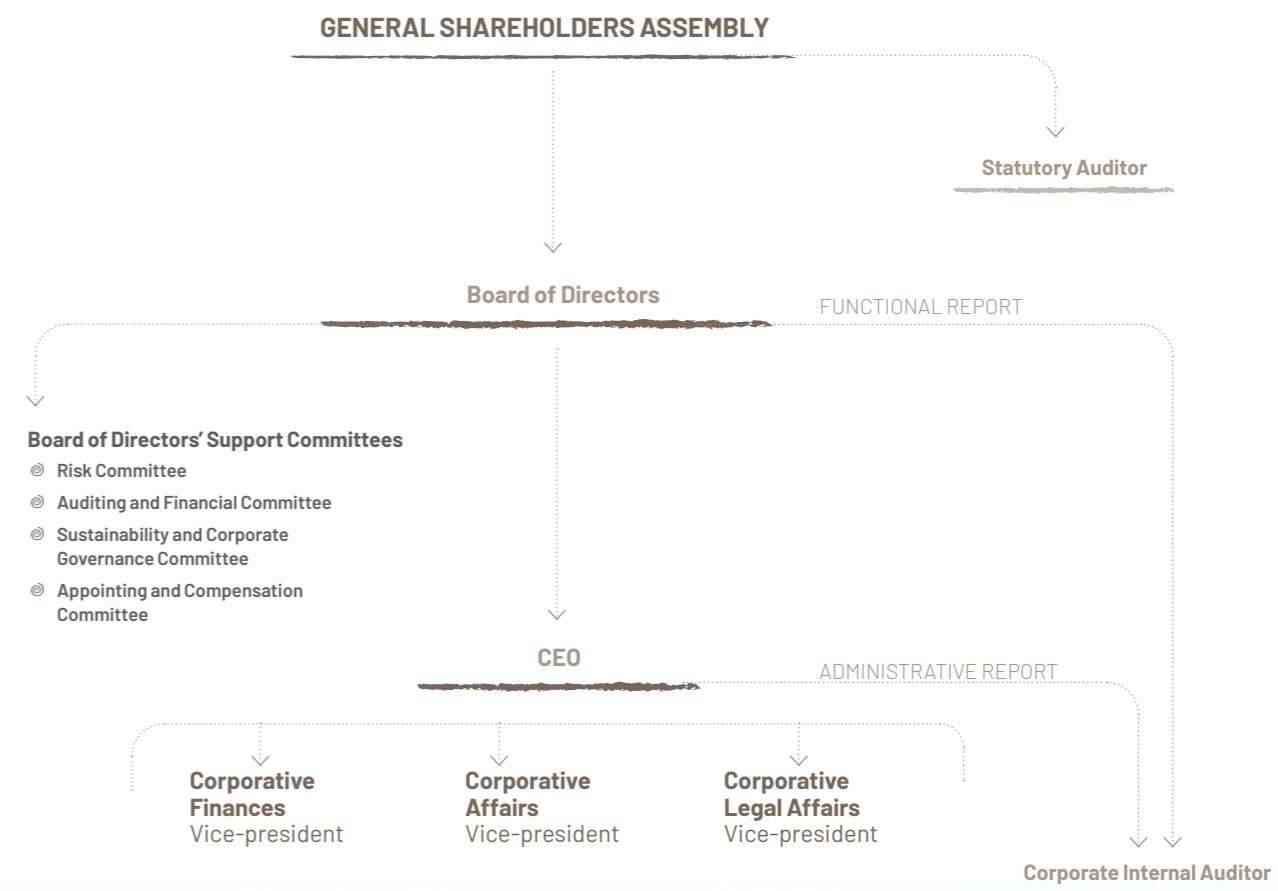 GENERAL SHAREHOLDERS ASSEMBLY
Statutory Auditor
Board of Directors
FUNCTIONAL REPORT
Board of Directors’ Support Committees
Risk Committee
Auditing and Financial Committee
Sustainability and Corporate
Governance Committee
Appointing and Compensation
Committee
CEO
ADMINISTRATIVE REPORT
Corporative
Finances
Vice-president
Corporative
Affairs
Vice-president
Corporative
Legal Affairs
Vice-president
Corporate Internal Auditor